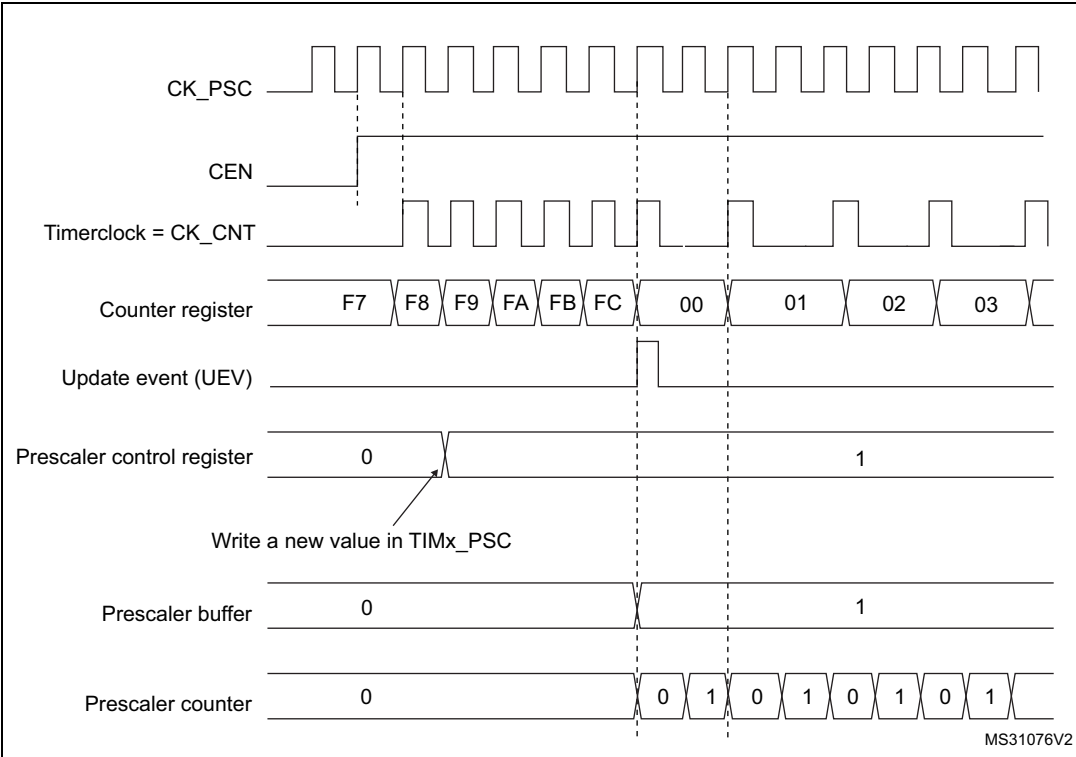 CK_PSC
CEN
Timerclock = CK_CNT
Counter register F7 F8 F9 FA FB FC 00 01 02 03
Update event (UEV)
Prescaler control register 0 1
Write a new value in TIMx_PSC
Prescaler buffer 0 1
Prescaler counter 0 0 1 0 1 0 1 0 1
MS31076V2